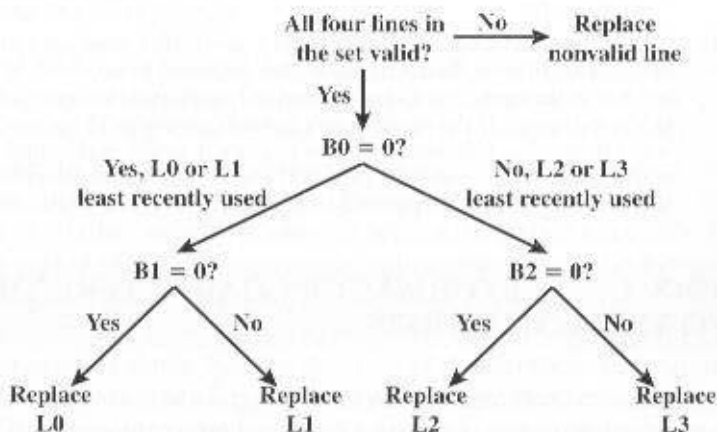 All four lines in
the set valid?
No
Replace
nonvalid line
Yes
B0 = 0?
Yes, L0 or L1
least recently used
No, L2 or L3
least recently used
B1 = 0?
B2 = 0?
Yes
No
Yes
No
Replace
L0
Replace
L1
Replace
L2
Replace
L3